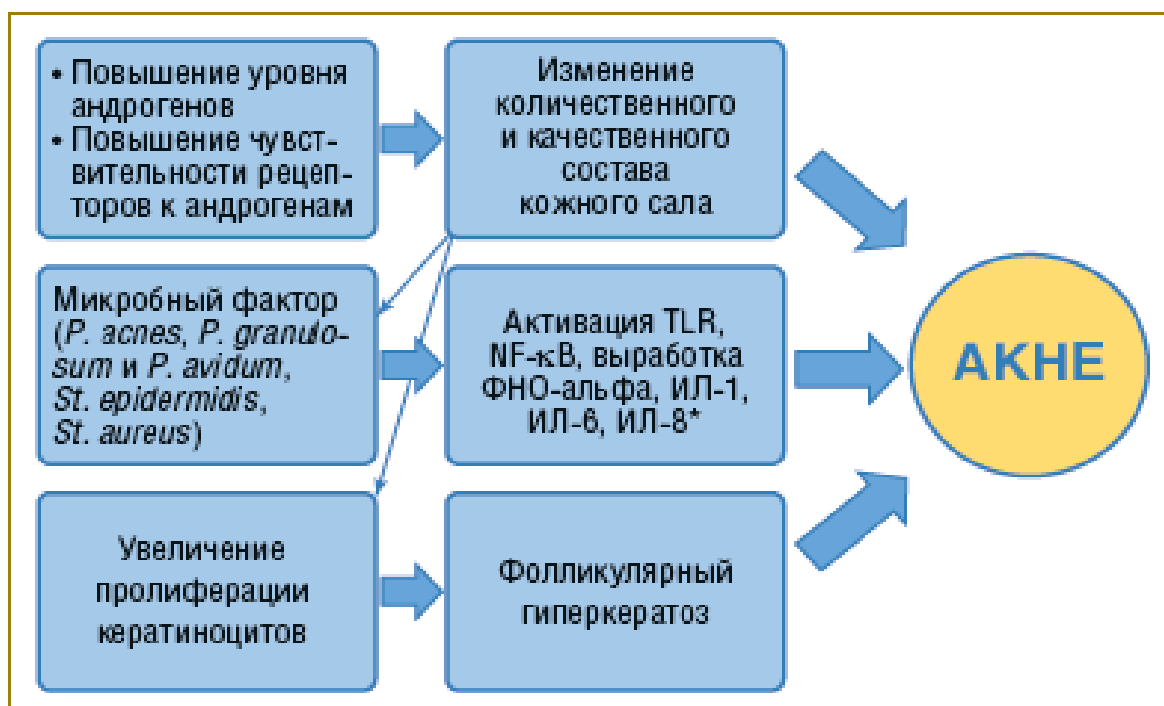 • Повышение уровня
андрогенов
• Повышение чувст-
вительности рецеп-
торов к андрогенам
Изменение
количественного
и качественного
состава
кожного сала
Микробный фактор
(P. acnes, P. granulo-
sum и P. avidum,
St. epidermidis,
St. aureus)
Активация TLR,
NF-κB, выработка
ФНО-альфа, ИЛ-1,
ИЛ-6, ИЛ-8*
АКНЕ
Увеличение
пролиферации
кератиноцитов
Фолликулярный
гиперкератоз